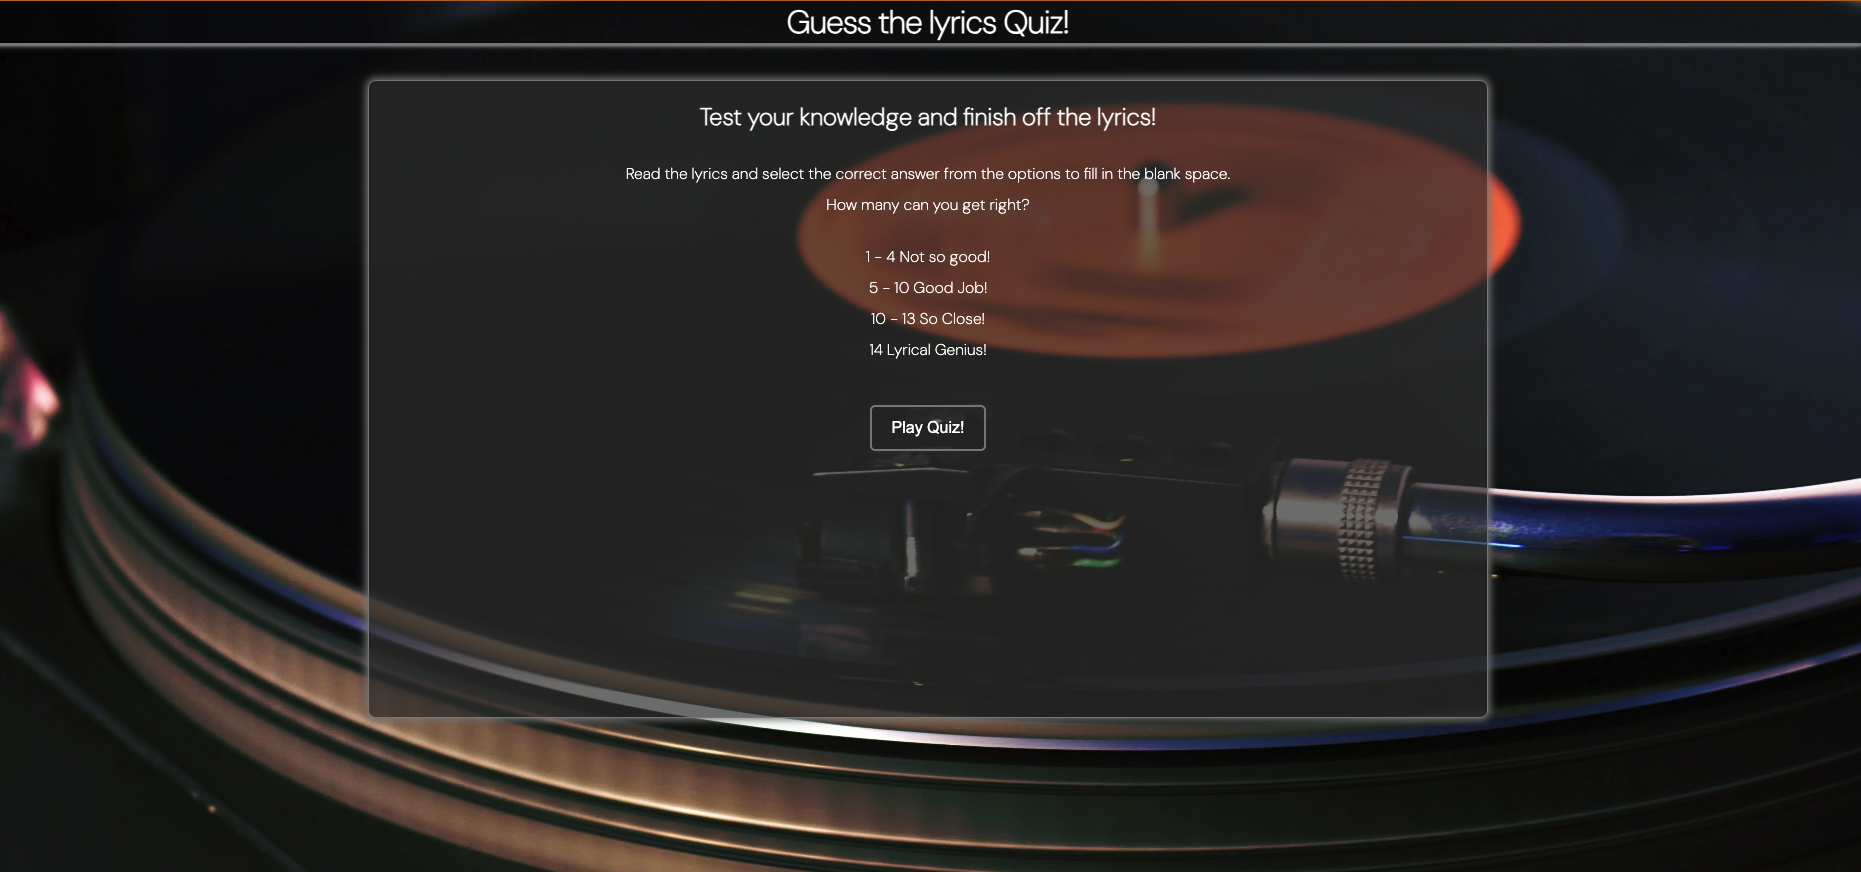 Guess the lyrics Quiz!
Test your knowledge and finish off the lyrics!
Read the lyrics and select the correct answer from the options to fill in the blank space.
How many can you get right?
1 - 4 Not so good!
5 - 10 Good Job!
10 - 13 So Close!
14 Lyrical Genius!
Play Quiz!